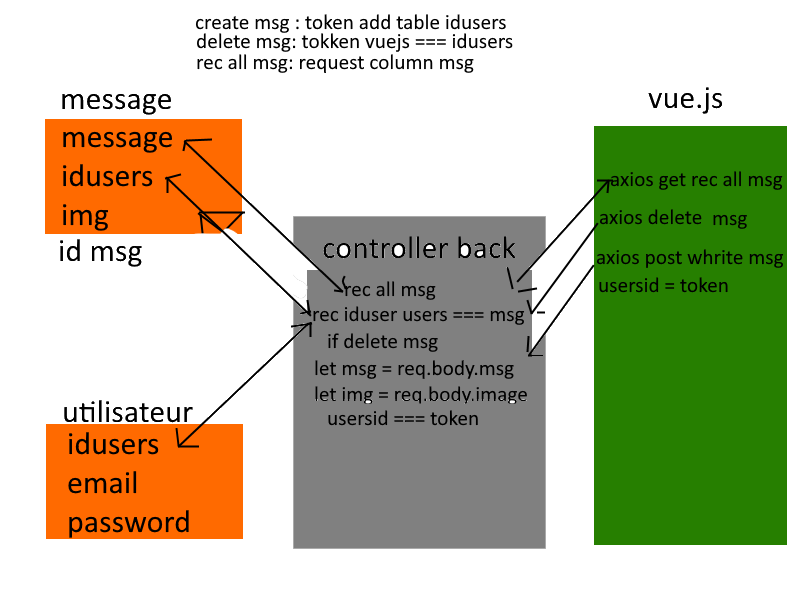 create msg : token add table idusers
delete msg: tokken vuejs === idusers
rec all msg: request column msg
message
message
idusers
img
id msg
utilisateur
idusers
email
password
controller back
rec all msg
rec iduser users === msg
if delete msg
let msg = req.body.msg
let img = req.body.image
usersid === token
vue.js
axios get rec all msg
axios delete msg
axios post whrite msg
usersid = token